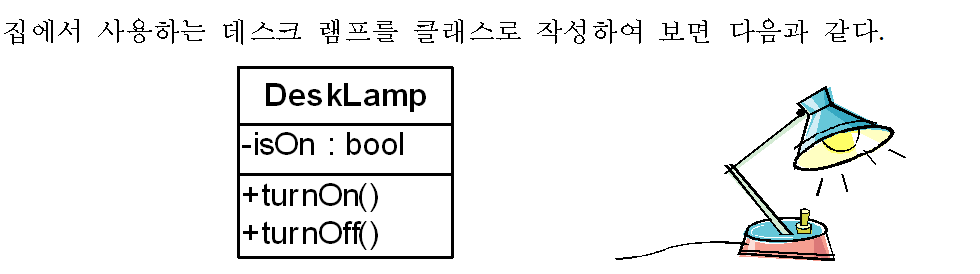 집에서 사용하는 데스크 램프를 클래스로 작성하여 보면 다음과 같다.
DeskLamp
-isOn : bool
+turnOn()
+turnOff()